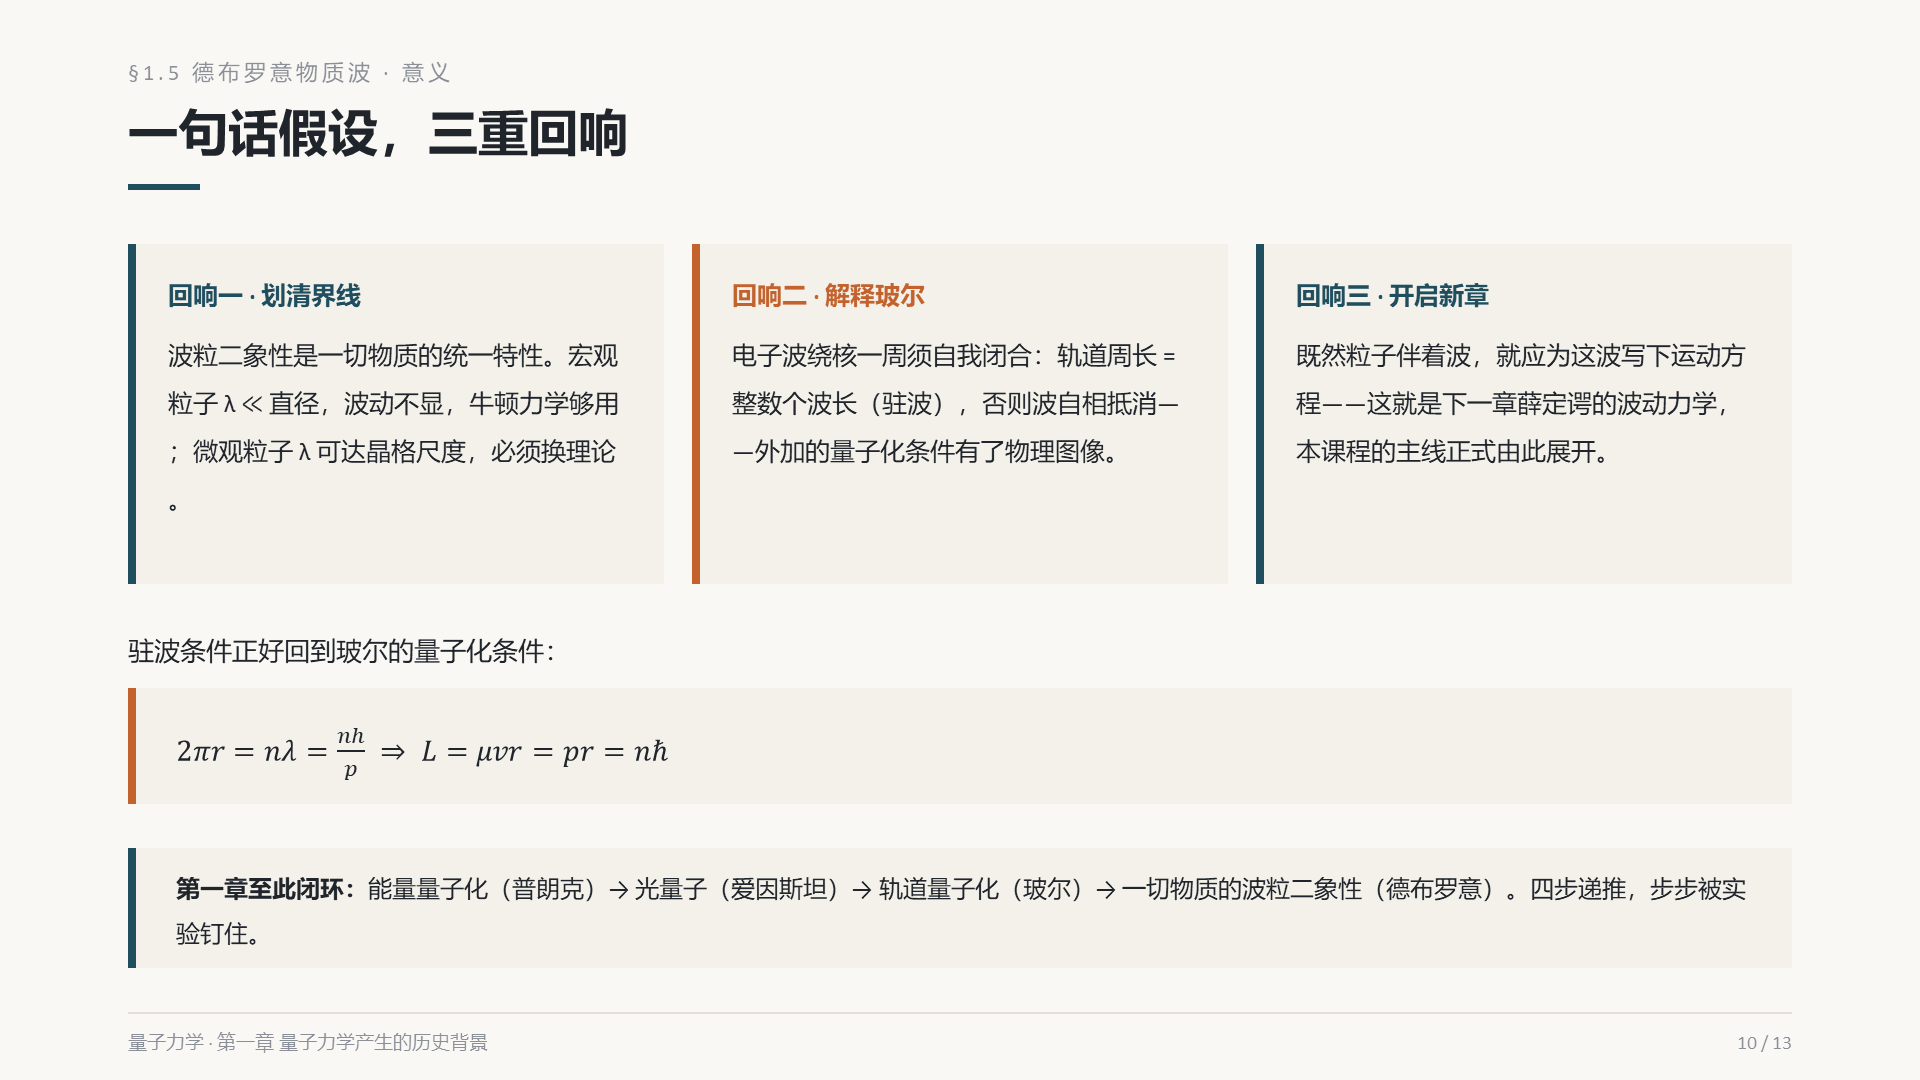 §1.5 德布罗意物质波 · 意义
一句话假设，三重回响
回响一 · 划清界线
波粒二象性是一切物质的统一特性。宏观
粒子 λ ≪ 直径，波动不显，牛顿力学够用
；微观粒子 λ 可达晶格尺度，必须换理论
。
回响二 · 解释玻尔
电子波绕核一周须自我闭合：轨道周长 =
整数个波长（驻波），否则波自相抵消—
—外加的量子化条件有了物理图像。
回响三 · 开启新章
既然粒子伴着波，就应为这波写下运动方
程——这就是下一章薛定谔的波动力学，
本课程的主线正式由此展开。
驻波条件正好回到玻尔的量子化条件：
2πr = nλ = nh/p ⇒ L = μvr = pr = nℏ
第一章至此闭环：能量量子化（普朗克）→ 光量子（爱因斯坦）→ 轨道量子化（玻尔）→ 一切物质的波粒二象性（德布罗意）。四步递推，步步被实
验钉住。
量子力学 · 第一章 量子力学产生的历史背景
10 / 13